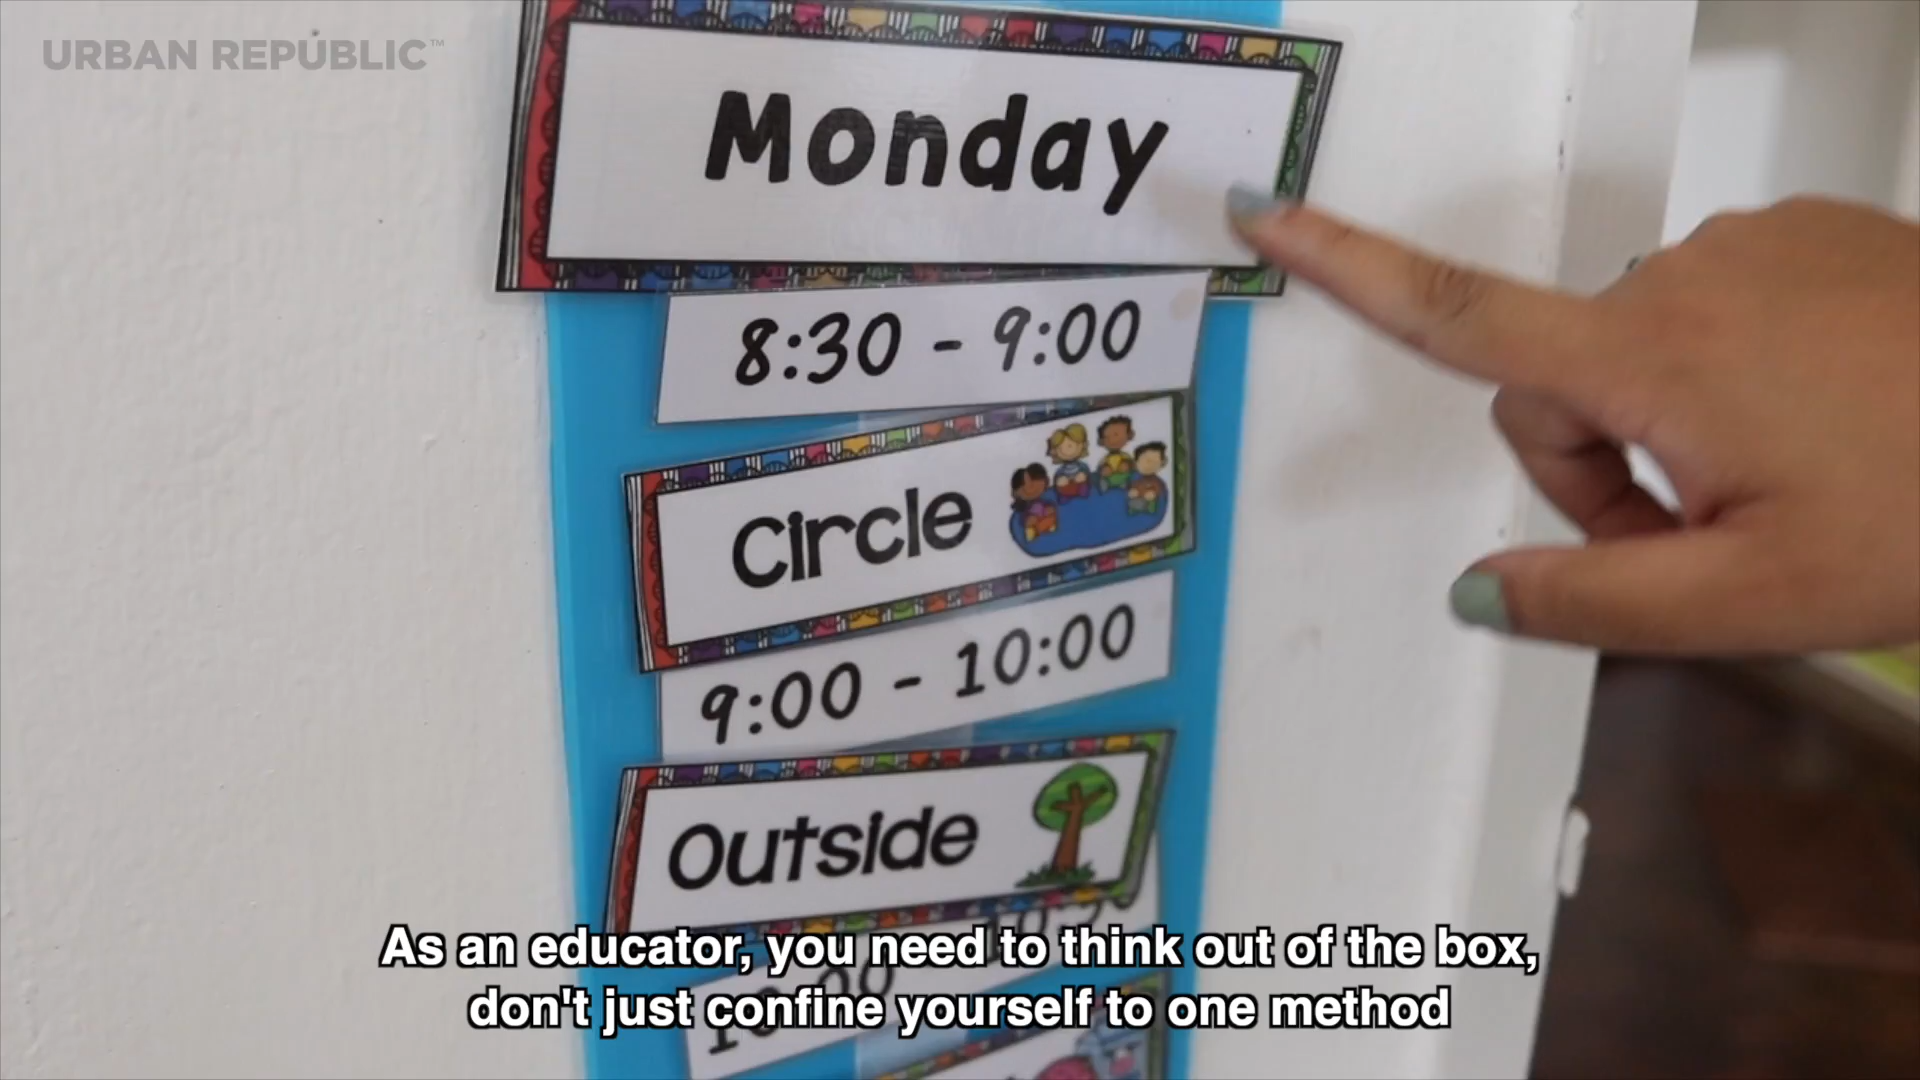 URBAN REPUBLIC™
Monday
8:30 - 9:00
Circle
9:00 - 10:00
Outside
As an educator, you need to think out of the box,
don't just confine yourself to one method